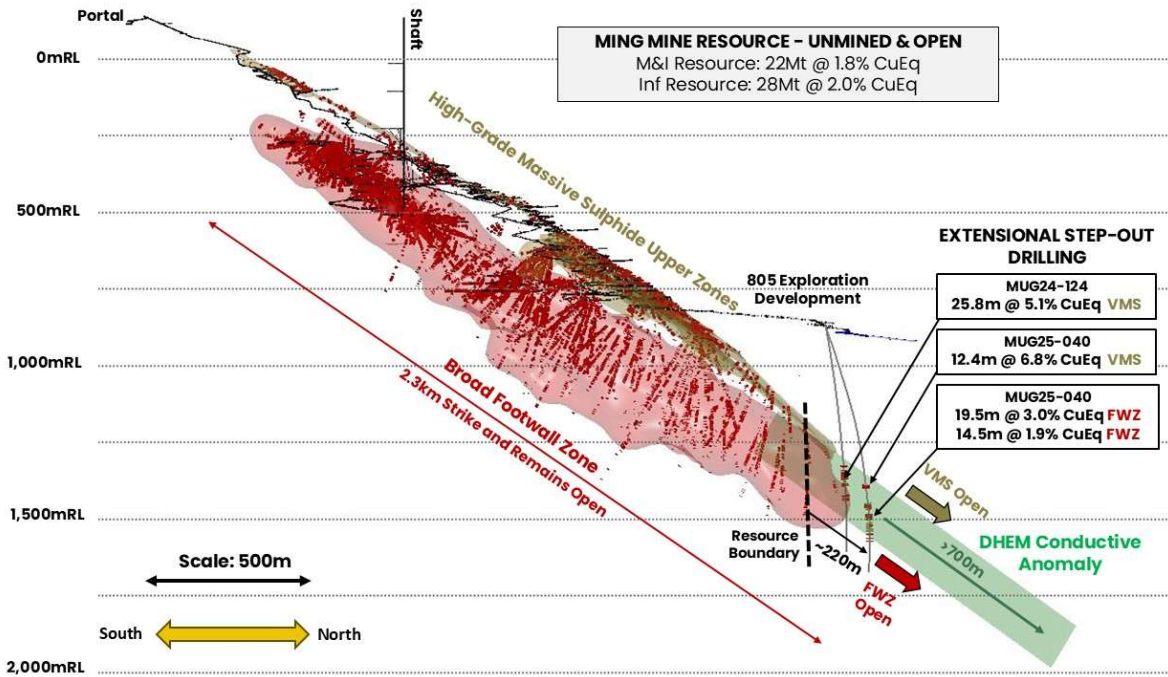 Portal
Shaft
0mRL
MING MINE RESOURCE - UNMINED & OPEN
M&I Resource: 22Mt @ 1.8% CuEq
Inf Resource: 28Mt @ 2.0% CuEq
High-Grade Massive Sulphide Upper Zones
500mRL
EXTENSIONAL STEP-OUT
DRILLING
MUG24-124
25.8m @ 5.1% CuEq VMS
805 Exploration
Development
MUG25-040
12.4m @ 6.8% CuEq VMS
1,000mRL
Broad Footwall Zone
2.3km Strike and Remains Open
MUG25-040
19.5m @ 3.0% CuEq FWZ
14.5m @ 1.9% CuEq FWZ
VMS Open
1,500mRL
Resource
Boundary
~220m
>700m
DHEM Conductive
Anomaly
FWZ
Open
Scale: 500m
South
North
2,000mRL